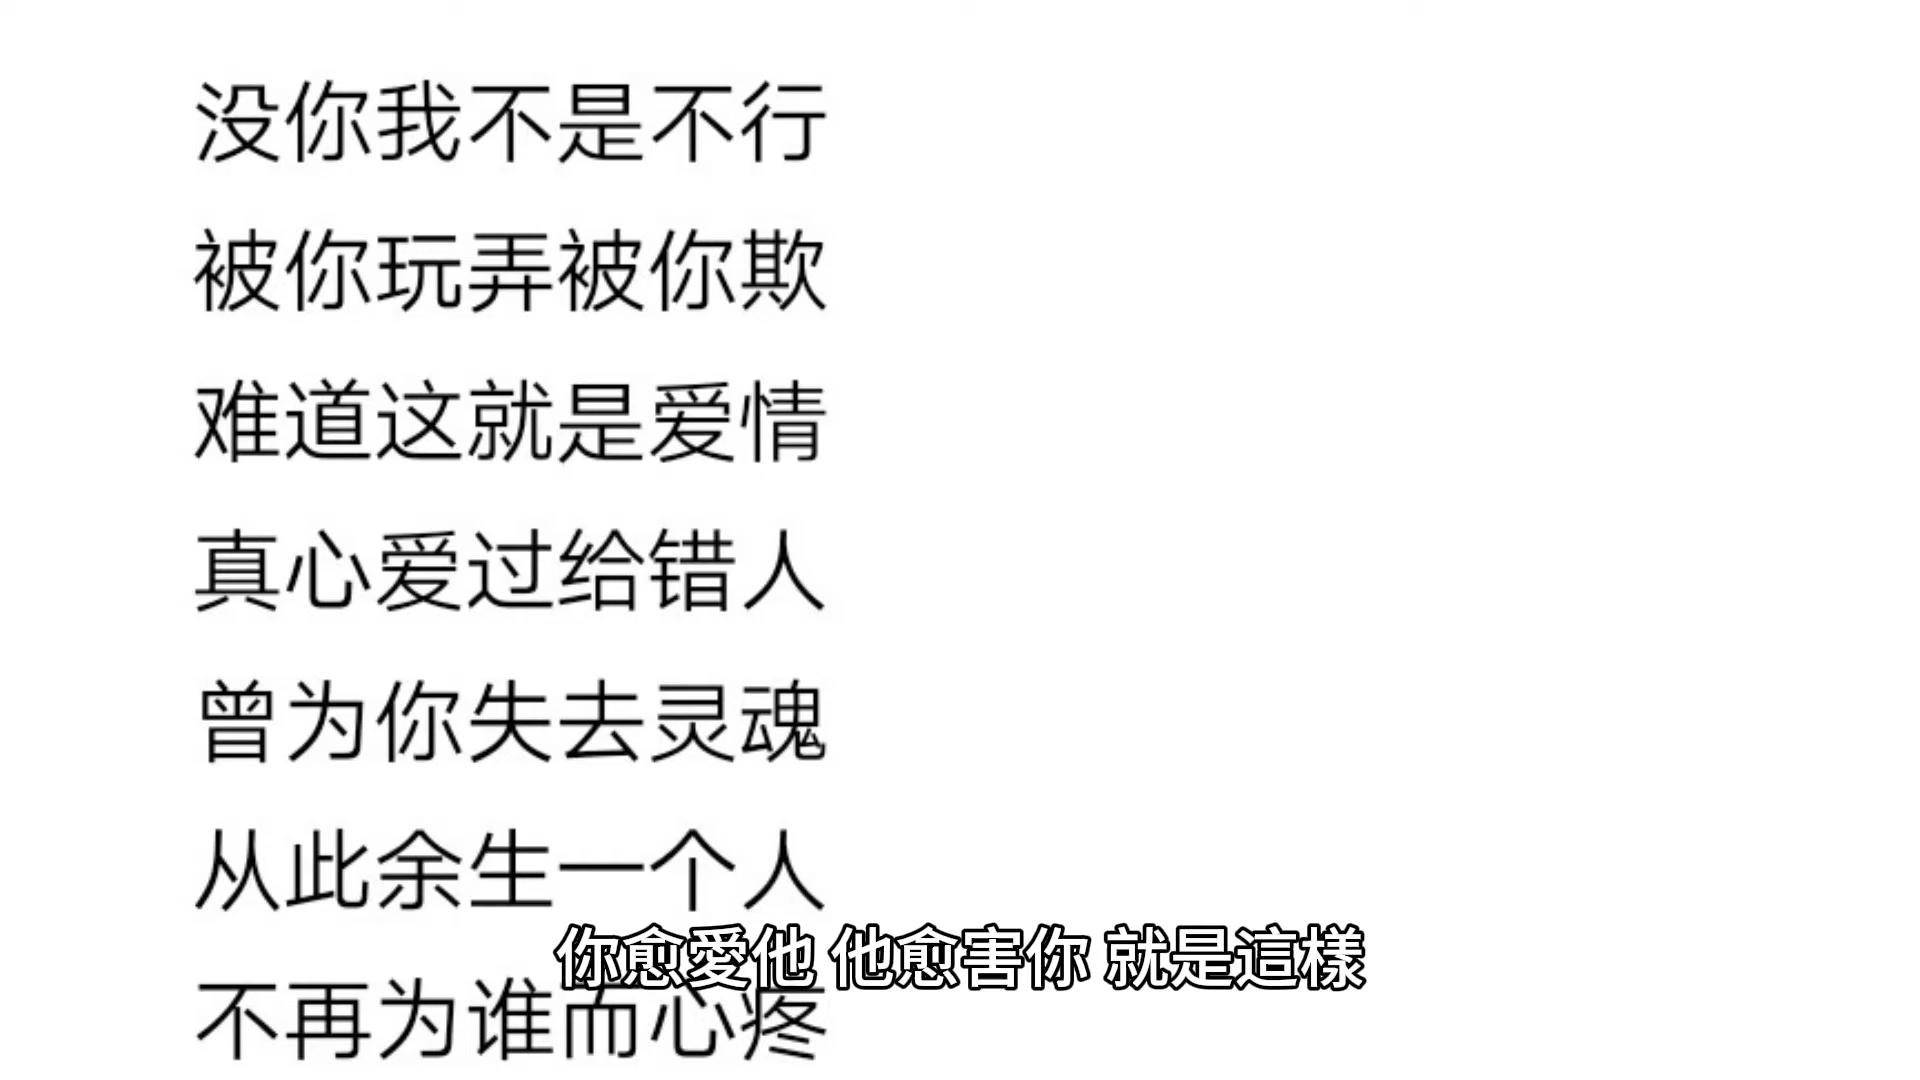 没你我不是不行
被你玩弄被你欺
难道这就是爱情
真心爱过给错人
曾为你失去灵魂
从此余生一个人
你愈愛他 他愈害你 就是這樣
不再为谁而心疼